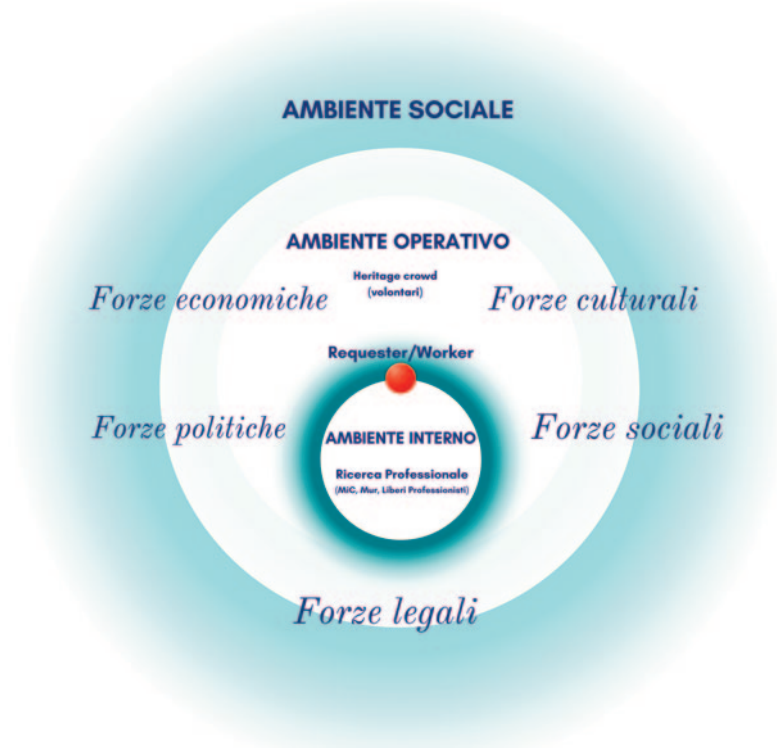 AMBIENTE SOCIALE
AMBIENTE OPERATIVO
Heritage crowd
(volontari)
Forze economiche
Forze culturali
Requester/Worker
Forze politiche
Forze sociali
AMBIENTE INTERNO
Ricerca Professionale
(MiC, Mur, Liberi Professionisti)
Forze legali